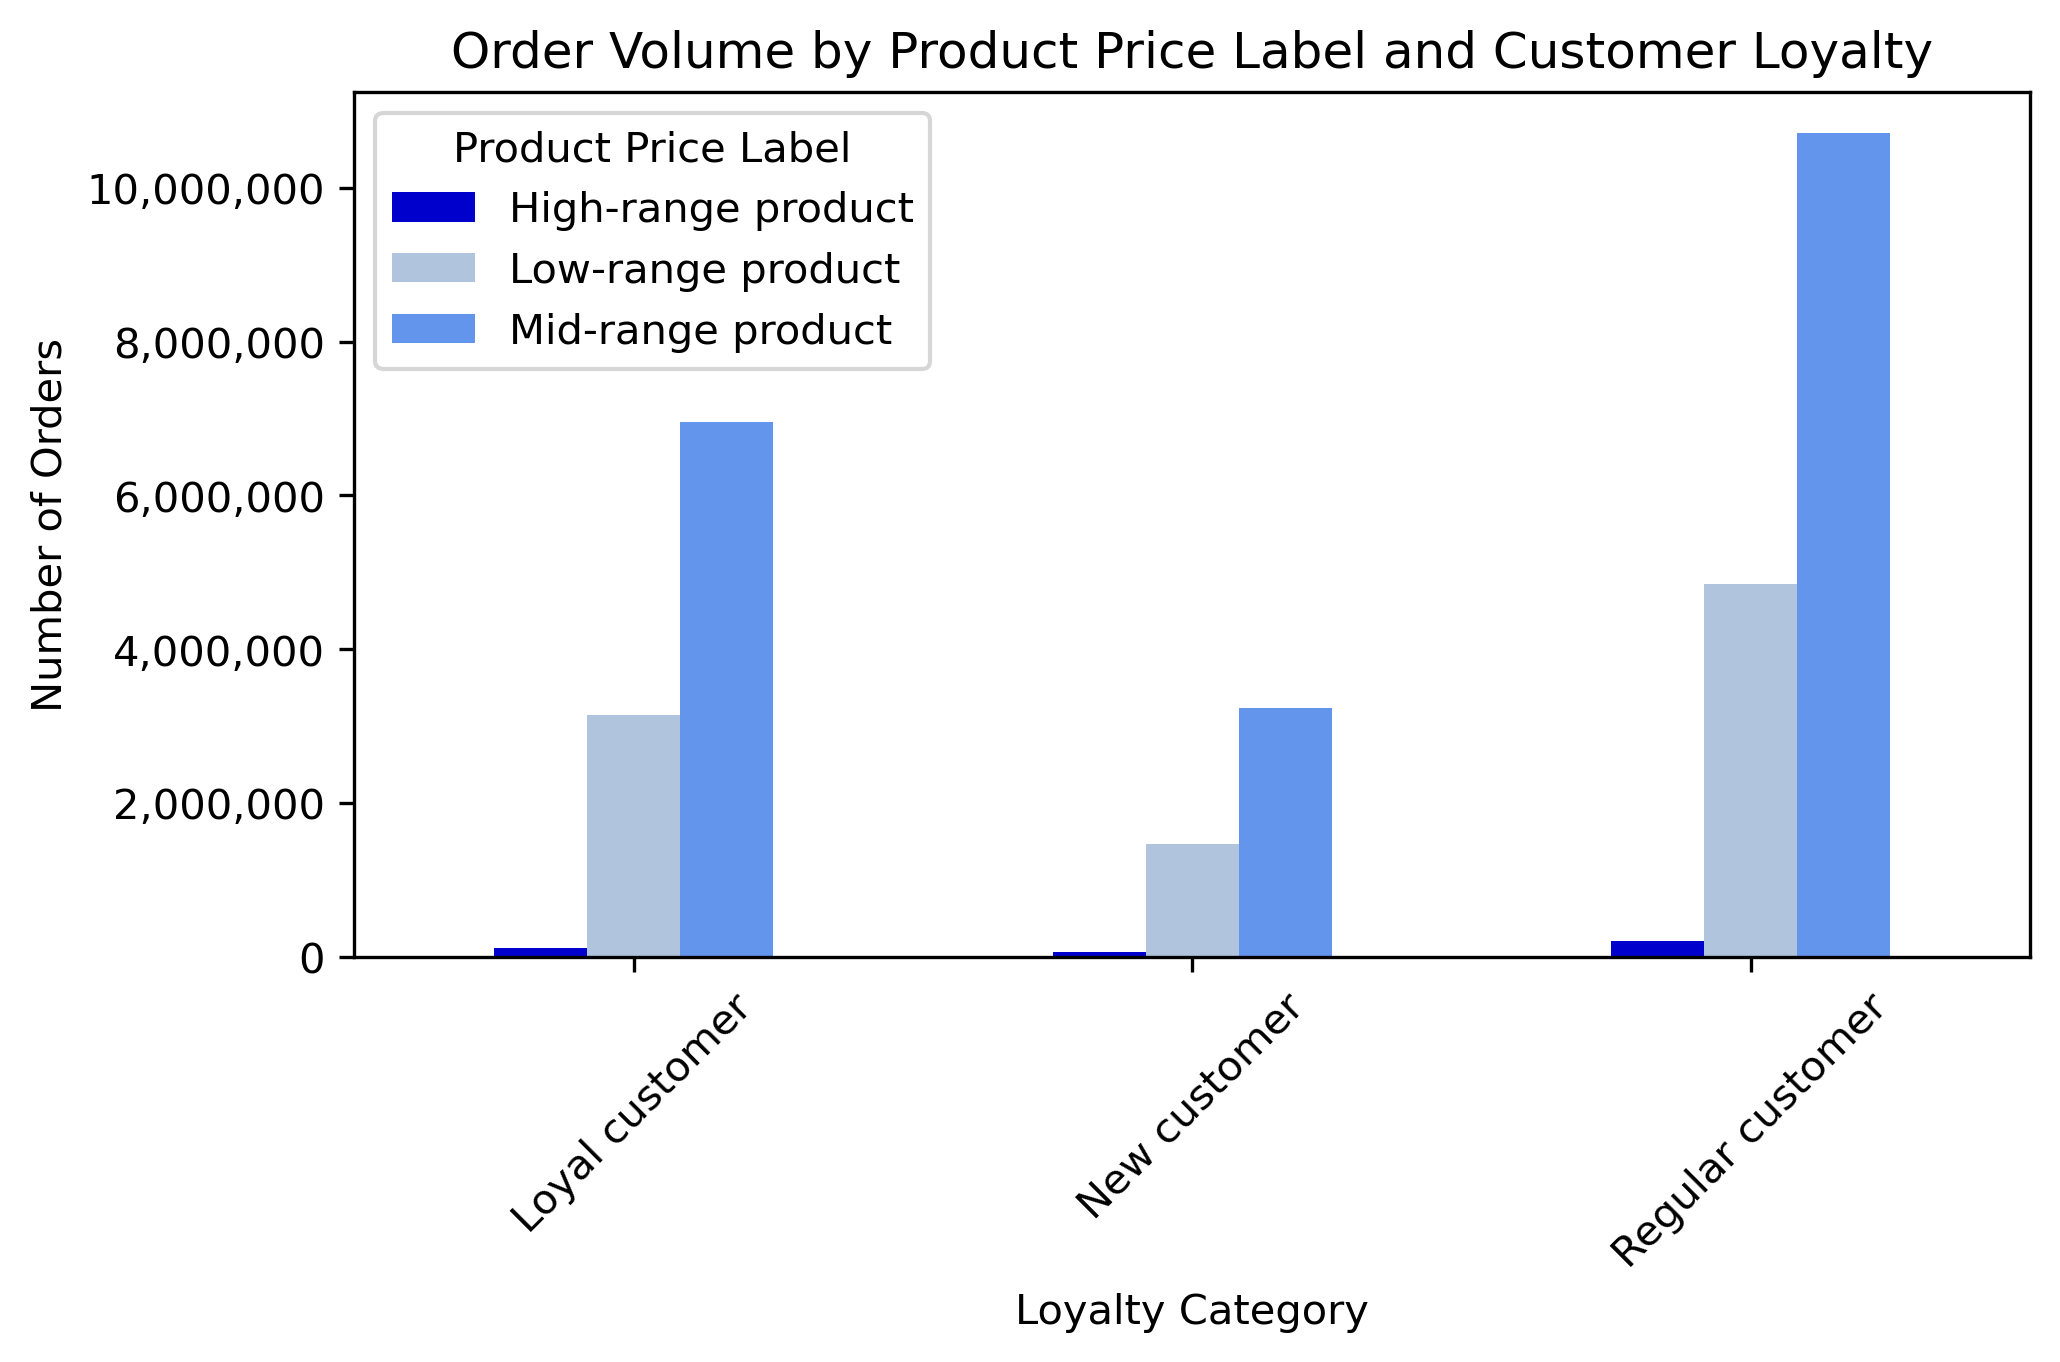 Order Volume by Product Price Label and Customer Loyalty
Product Price Label
High-range product
Low-range product
Mid-range product
Number of Orders
10,000,000
8,000,000
6,000,000
4,000,000
2,000,000
0
Loyal customer
New customer
Regular customer
Loyalty Category